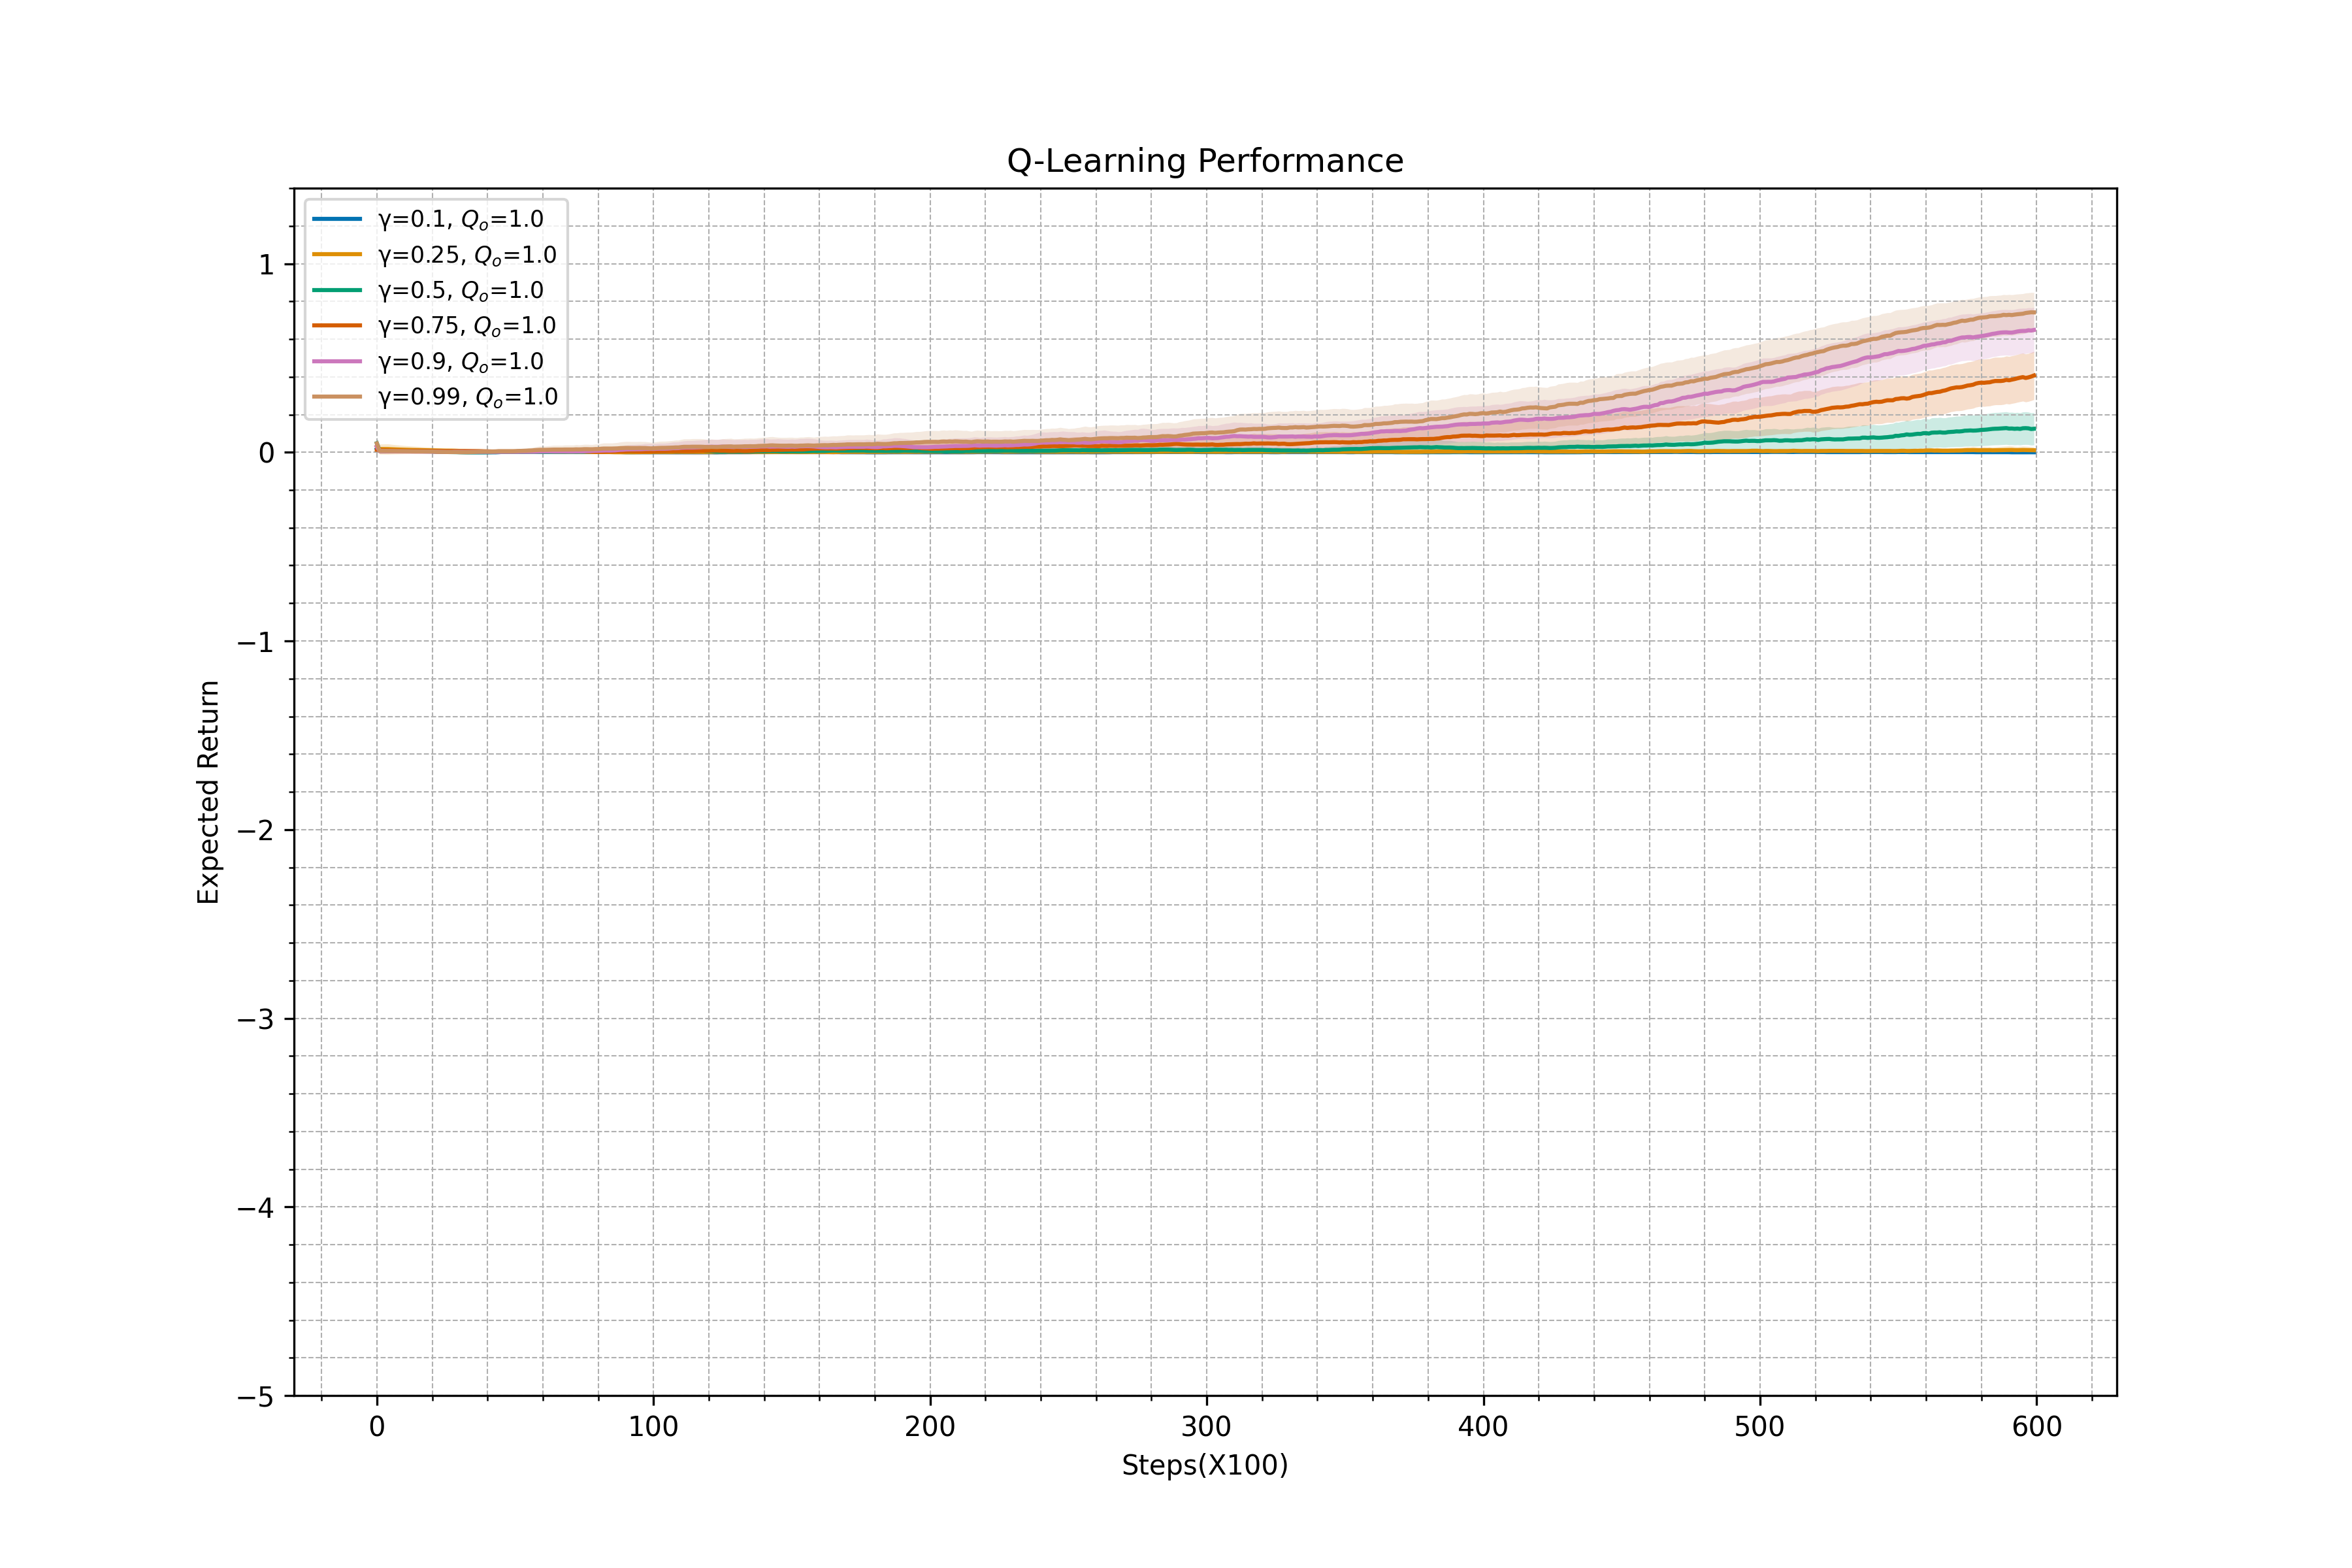 Q-Learning Performance
γ=0.1, Qo=1.0
γ=0.25, Qo=1.0
γ=0.5, Qo=1.0
γ=0.75, Qo=1.0
γ=0.9, Qo=1.0
γ=0.99, Qo=1.0
1
0
−1
−2
−3
−4
−5
Expected Return
0 100 200 300 400 500 600
Steps(X100)